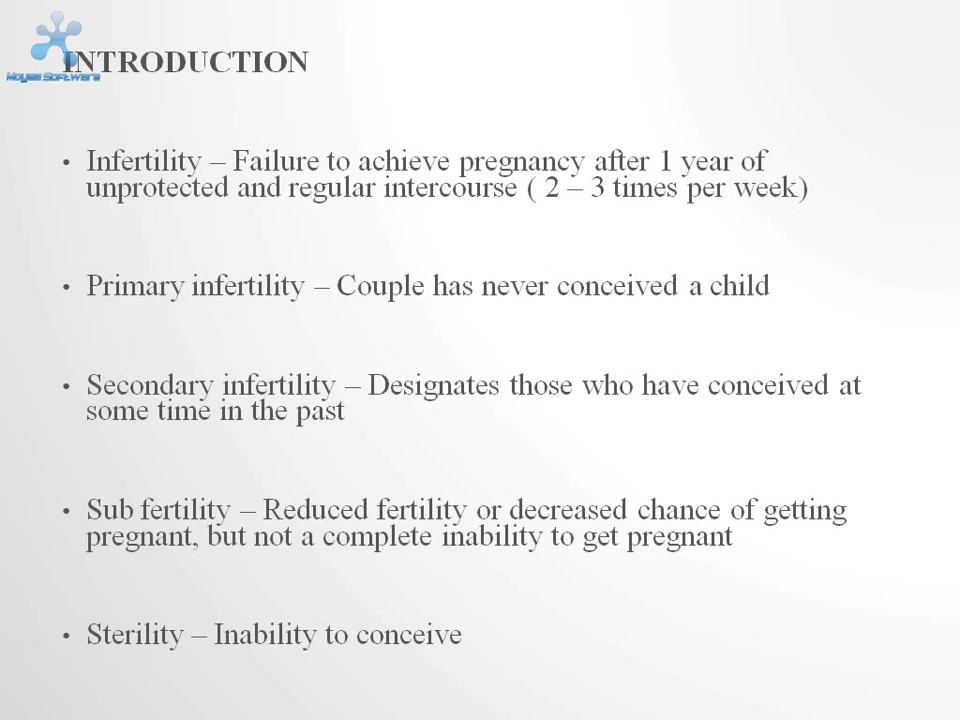 INTRODUCTION
Moyea Software
• Infertility – Failure to achieve pregnancy after 1 year of
unprotected and regular intercourse ( 2 – 3 times per week)
• Primary infertility – Couple has never conceived a child
• Secondary infertility – Designates those who have conceived at
some time in the past
• Sub fertility – Reduced fertility or decreased chance of getting
pregnant, but not a complete inability to get pregnant
• Sterility – Inability to conceive